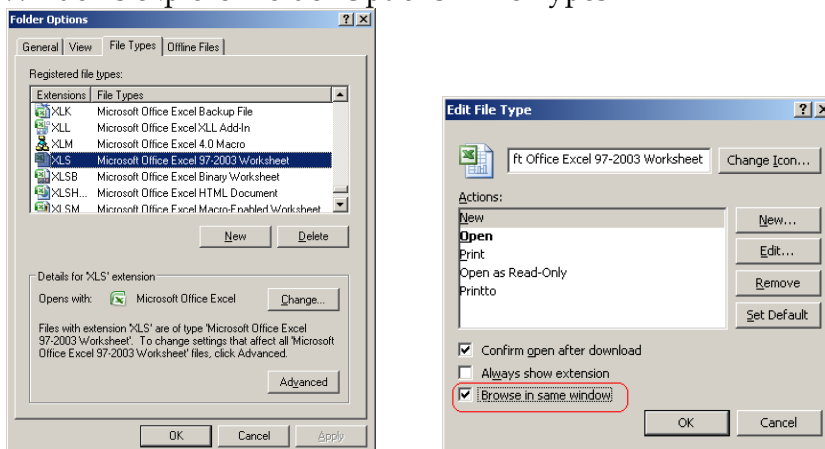 Folder Options
General View File Types Offline Files
Registered file types:
Extensions File Types
XLK Microsoft Office Excel Backup File
XLL Microsoft Office Excel XLL Add-In
XLM Microsoft Office Excel 4.0 Macro
XLS Microsoft Office Excel 97-2003 Worksheet
XLSB Microsoft Office Excel Binary Worksheet
XLSH... Microsoft Office Excel HTML Document
XLSM Microsoft Office Excel Macro-Enabled Worksheet
New Delete
Details for 'XLS' extension
Opens with: Microsoft Office Excel Change...
Files with extension 'XLS' are of type 'Microsoft Office Excel
97-2003 Worksheet'. To change settings that affect all 'Microsoft
Office Excel 97-2003 Worksheet' files, click Advanced.
Advanced
OK Cancel Apply
Edit File Type
ft Office Excel 97-2003 Worksheet Change Icon...
Actions:
New New...
Open
Print Edit...
Open as Read-Only
Printto Remove
Set Default
Confirm open after download
Always show extension
Browse in same window
OK Cancel